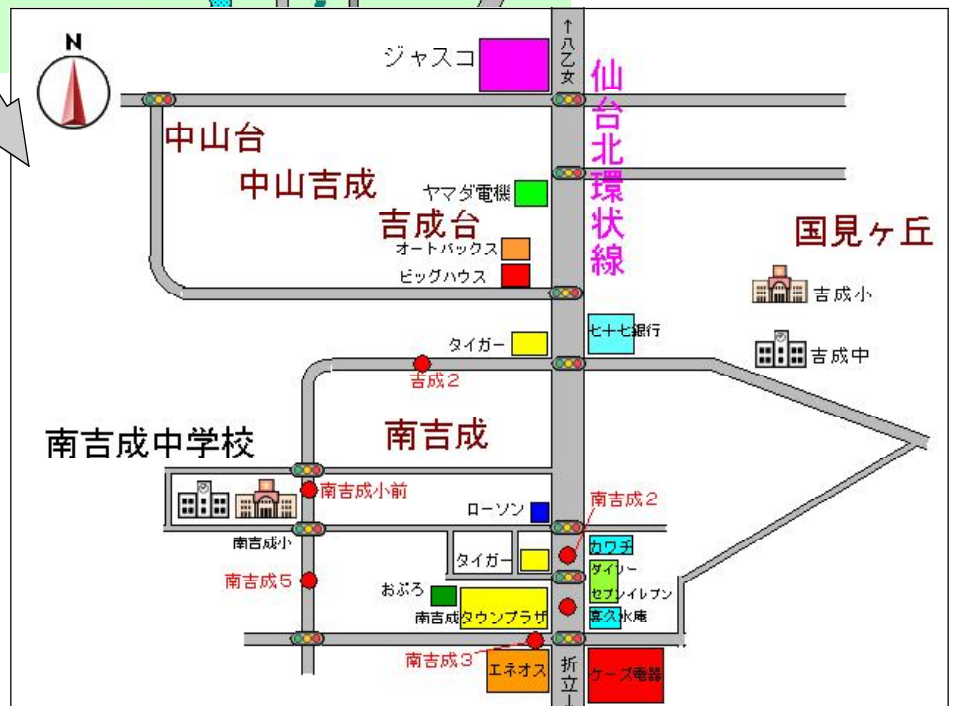 N
ジャスコ
↑八乙女
仙台北環状線
中山台
中山吉成
ヤマダ電機
吉成台
オートバックス
ビッグハウス
国見ヶ丘
吉成小
吉成中
七十七銀行
タイガー
吉成2
南吉成
南吉成中学校
南吉成小前
南吉成2
ローソン
南吉成小
カワチ
タイガー
ダイソー
南吉成5
おぶろ
セブンイレブン
南吉成タウンプラザ
喜久水庵
南吉成3
エネオス
折立↓
ケーズ電器